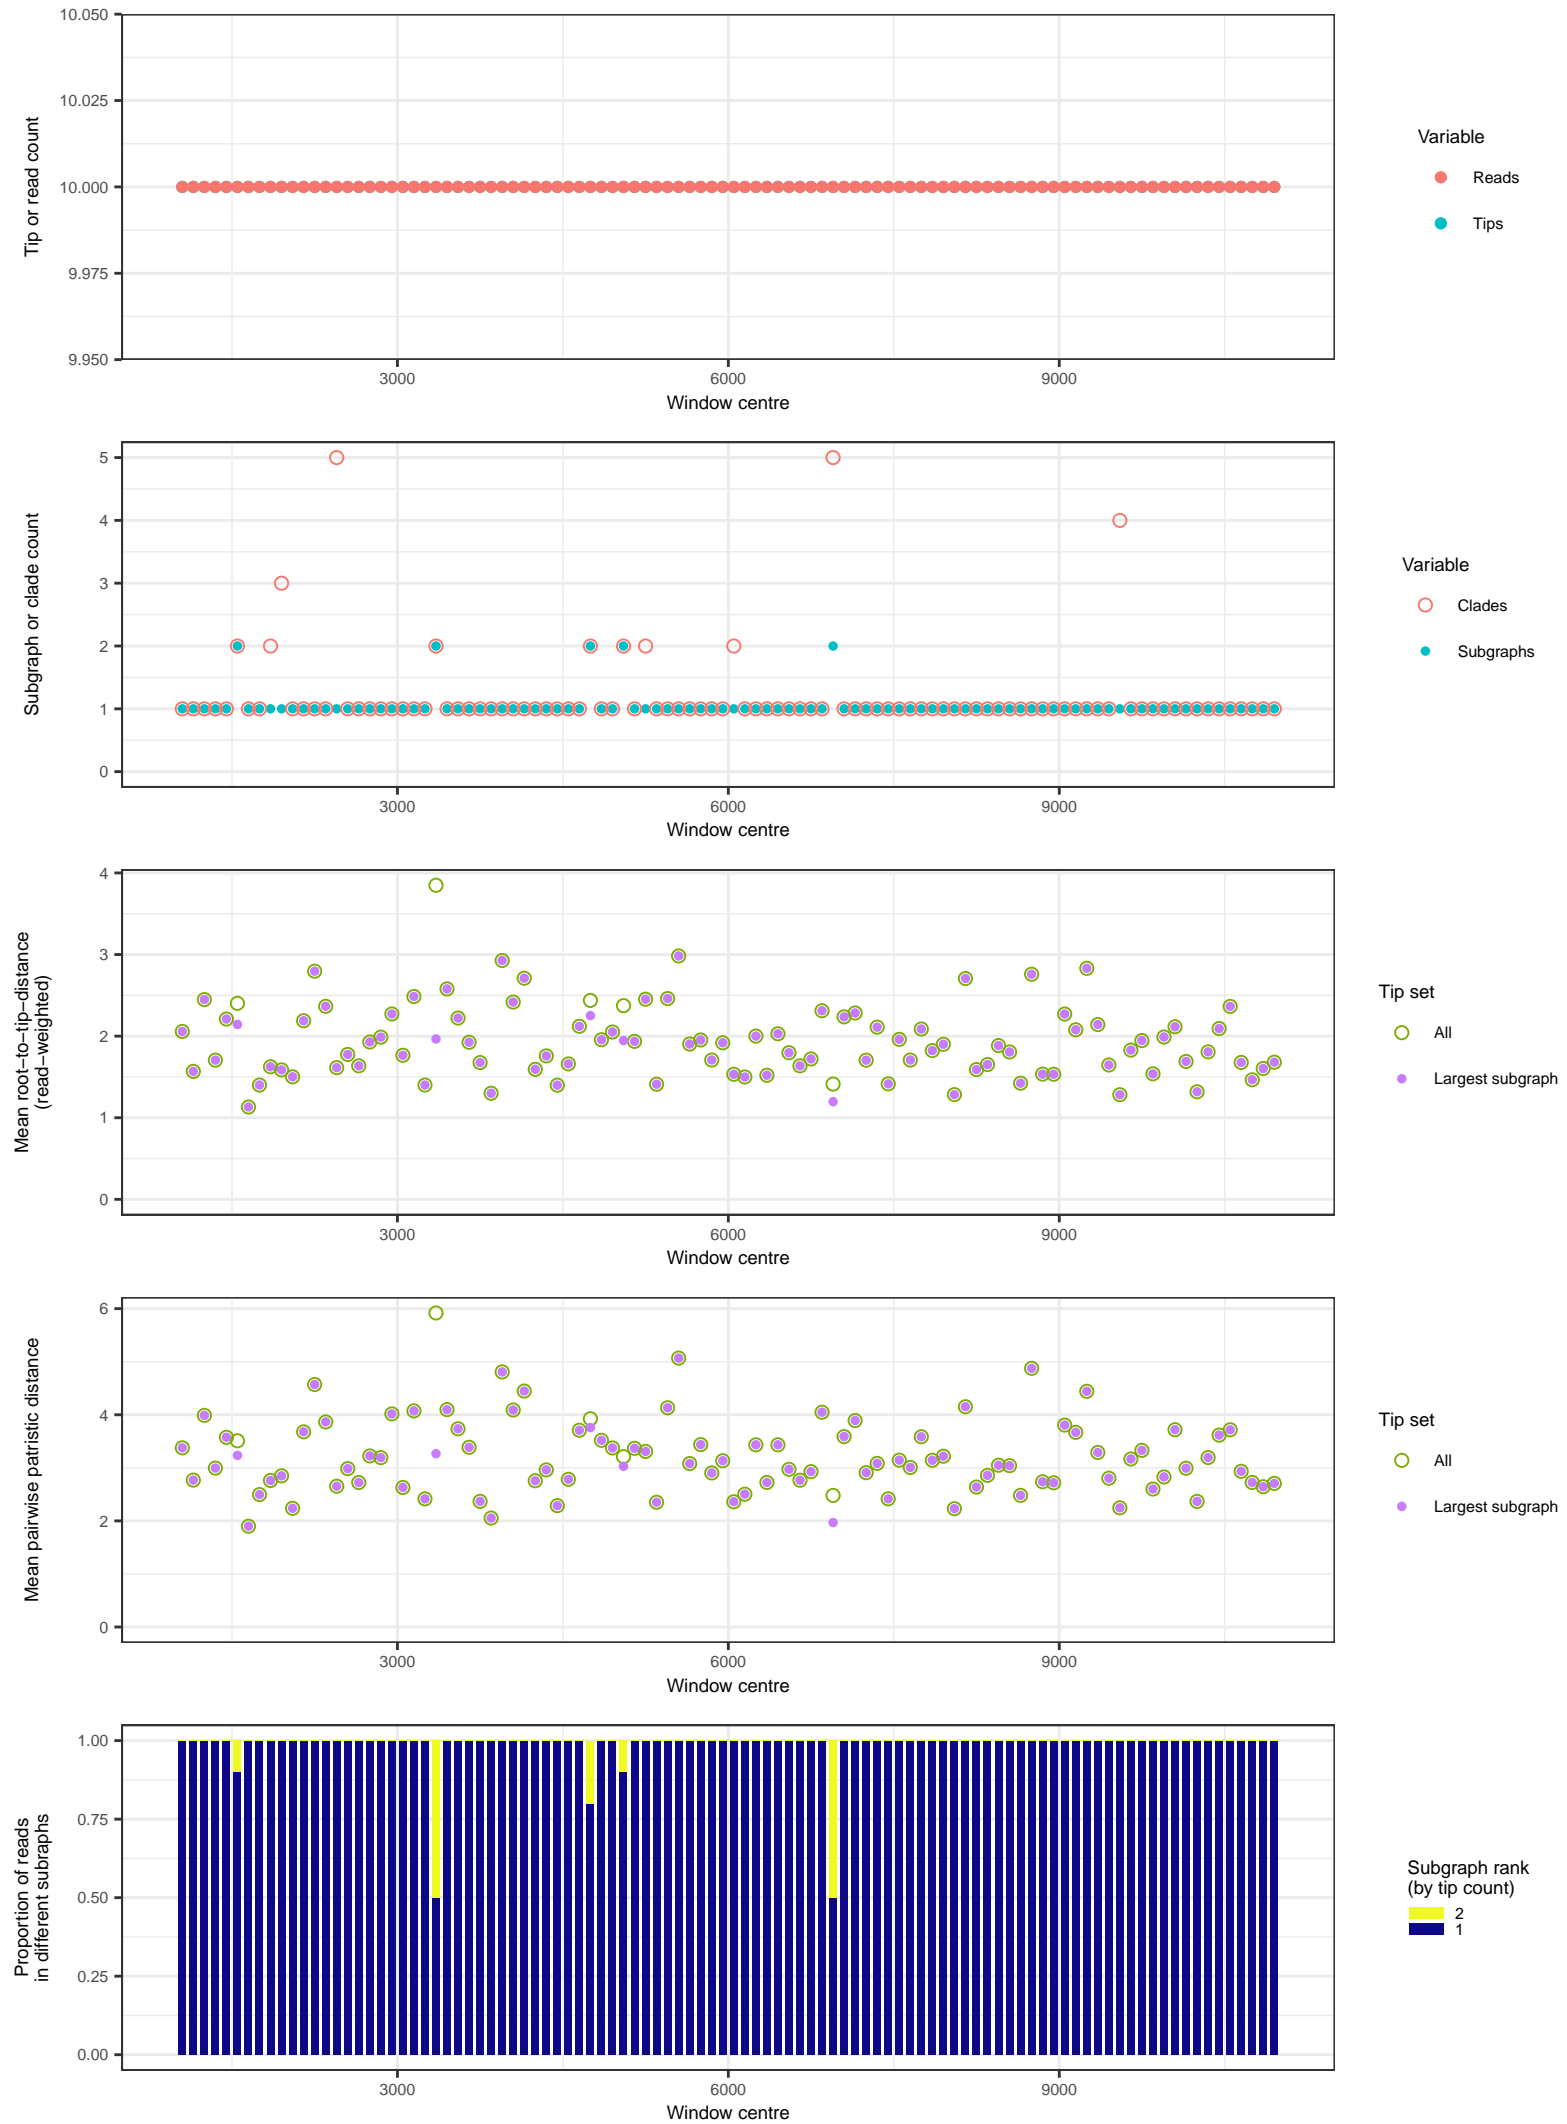 10.050
10.025
10.000
9.975
9.950
Tip or read count
3000 6000 9000
Window centre
Variable
Reads
Tips
5
4
3
2
1
0
Subgraph or clade count
3000 6000 9000
Window centre
Variable
Clades
Subgraphs
4
3
2
1
0
Mean root−to−tip−distance
(read−weighted)
3000 6000 9000
Window centre
Tip set
All
Largest subgraph
6
4
2
0
Mean pairwise patristic distance
3000 6000 9000
Window centre
Tip set
All
Largest subgraph
1.00
0.75
0.50
0.25
0.00
Proportion of reads
in different subraphs
3000 6000 9000
Window centre
Subgraph rank
(by tip count)
2
1